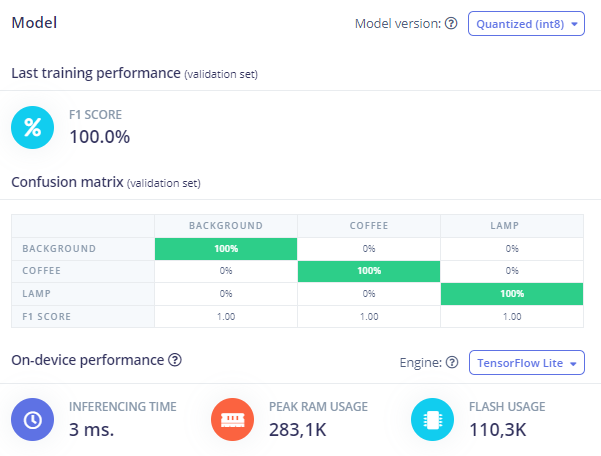 Model Model version: Quantized (int8)
Last training performance (validation set)
% F1 SCORE
100.0%
Confusion matrix (validation set)
BACKGROUND COFFEE LAMP
BACKGROUND 100% 0% 0%
COFFEE 0% 100% 0%
LAMP 0% 0% 100%
F1 SCORE 1.00 1.00 1.00
On-device performance Engine: TensorFlow Lite
INFERENCING TIME PEAK RAM USAGE FLASH USAGE
3 ms. 283,1K 110,3K